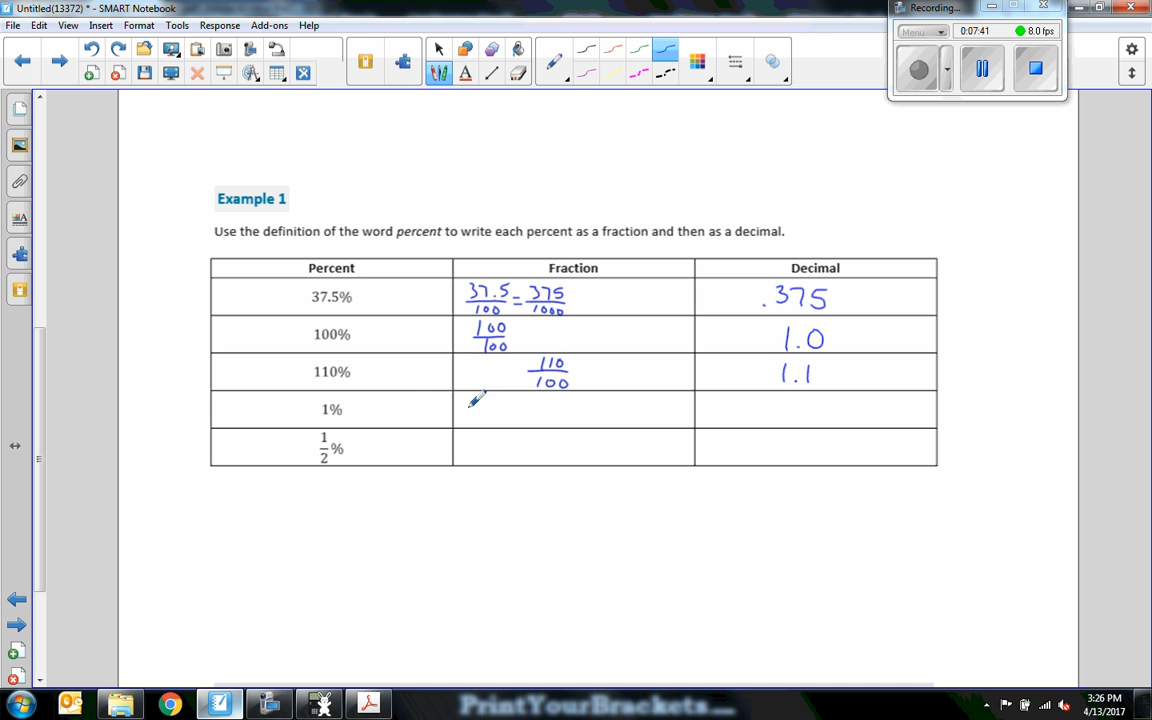 Untitled(13372) * - SMART Notebook
Recording...
File Edit View Insert Format Tools Response Add-ons Help
Menu 0:07:41 8.0 fps
Example 1
Use the definition of the word percent to write each percent as a fraction and then as a decimal.
Percent Fraction Decimal
37.5% 37.5/100 = 375/1000 .375
100% 100/100 1.0
110% 110/100 1.1
1%
1/2%
PrintYourBrackets.com
3:26 PM
4/13/2017